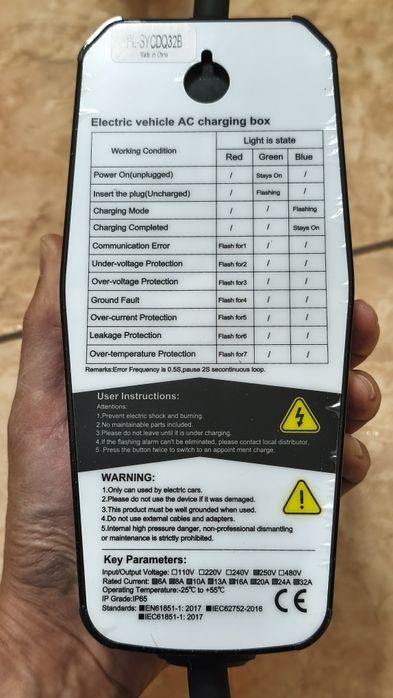 FL-SYCDQ32B
Made in China
Electric vehicle AC charging box
Working Condition Light is state
Red Green Blue
Power On(unplugged) / Stays On /
Insert the plug(Uncharged) / Flashing /
Charging Mode / / Flashing
Charging Completed / / Stays On
Communication Error Flash for1 / /
Under-voltage Protection Flash for2 / /
Over-voltage Protection Flash for3 / /
Ground Fault Flash for4 / /
Over-current Protection Flash for5 / /
Leakage Protection Flash for6 / /
Over-temperature Protection Flash for7 / /
Remarks:Error Frequency is 0.5S,pause 2S secontinuous loop.
User Instructions:
Attentions:
1.Prevent electric shock and burning.
2.No maintainable parts included.
3.Please do not leave until it is under charging.
4.If the flashing alarm can't be eliminated, please contact local distributor.
5 .Press the button twice to switch to an appoint ment charge.
WARNING:
1.Only can used by electric cars.
2.Please do not use the device if it was damaged.
3.This product must be well grounded when used.
4.Do not use external cables and adapters.
5.Internal high pressure danger, non-professional dismantling
or maintenance is strictly prohibited.
Key Parameters:
Input/Output Voltage: □110V □220V □240V ■250V □480V
Rated Current: ■6A ■8A ■10A ■13A ■16A ■20A ■24A ■32A
Operating Temperature:-25℃ to +55℃
IP Grade:IP65
Standards: ■EN61851-1: 2017 ■IEC62752-2016
■IEC61851-1: 2017
CE